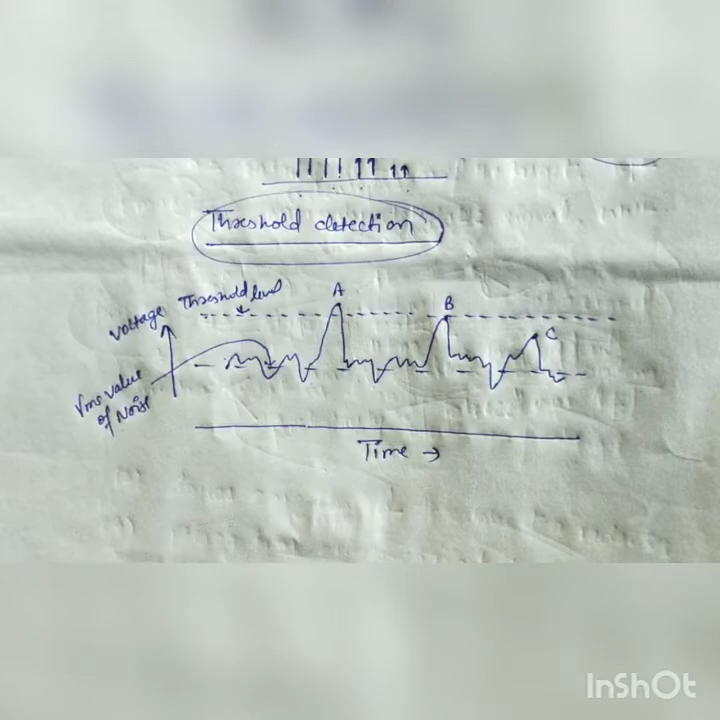 Threshold detection
Threshold level
A
B
C
Voltage
rms value
of Noise
Time →
InShOt